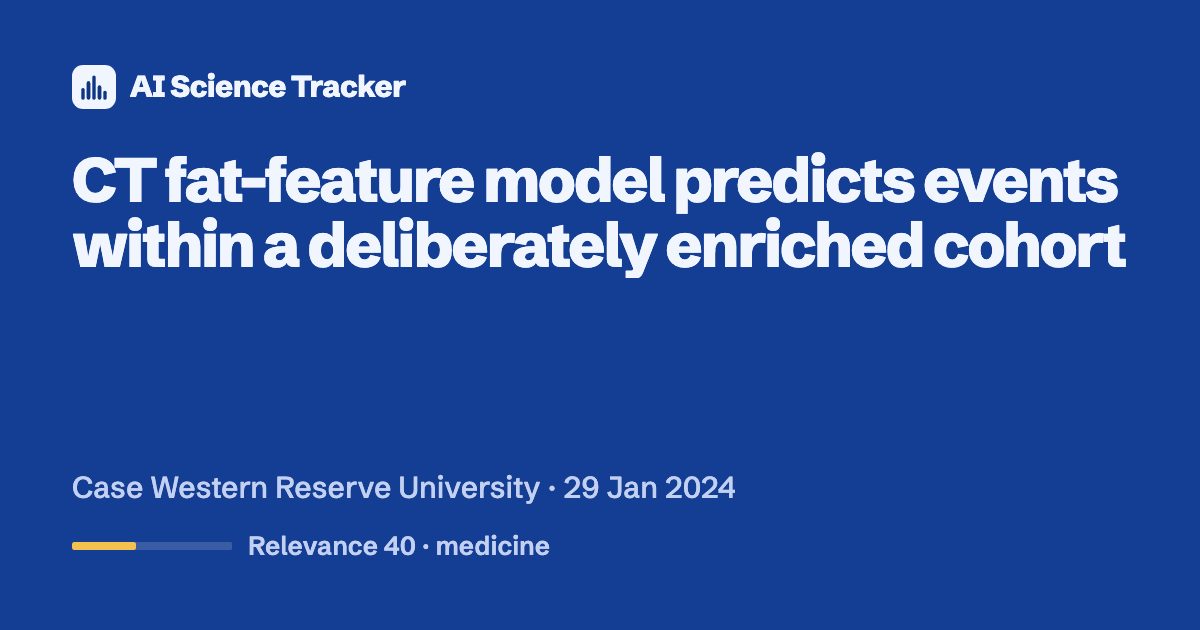 AI Science Tracker
CT fat-feature model predicts events
within a deliberately enriched cohort
Case Western Reserve University · 29 Jan 2024
Relevance 40 · medicine